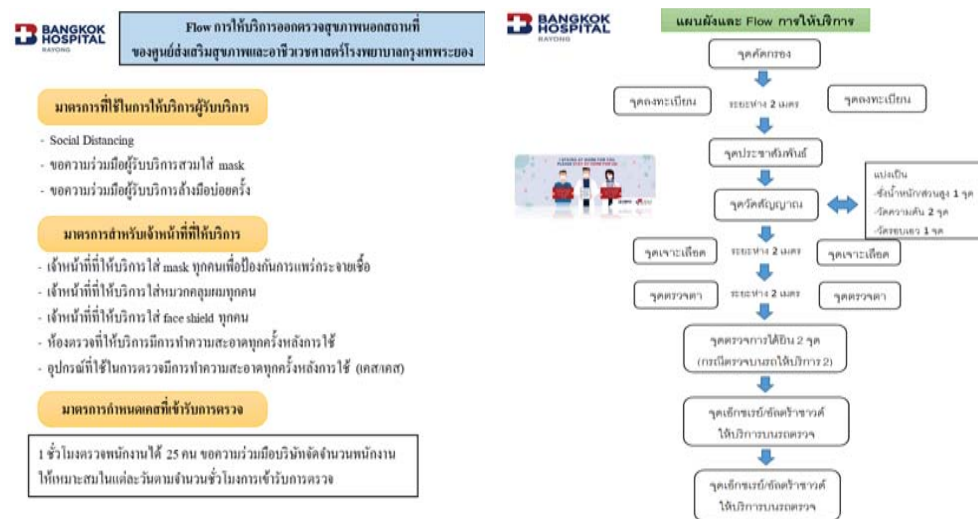 BANGKOK
HOSPITAL
RAYONG
Flow การให้บริการออกตรวจสุขภาพนอกสถานที่
ของศูนย์ส่งเสริมสุขภาพและอาชีวเวชศาสตร์โรงพยาบาลกรุงเทพระยอง
มาตรการที่ใช้ในการให้บริการผู้รับบริการ
- Social Distancing
- ขอความร่วมมือผู้รับบริการสวมใส่ mask
- ขอความร่วมมือผู้รับบริการล้างมือบ่อยครั้ง
มาตรการสำหรับเจ้าหน้าที่ที่ให้บริการ
- เจ้าหน้าที่ที่ให้บริการใส่ mask ทุกคนเพื่อป้องกันการแพร่กระจายเชื้อ
- เจ้าหน้าที่ที่ให้บริการใส่หมวกคลุมผมทุกคน
- เจ้าหน้าที่ที่ให้บริการใส่ face shield ทุกคน
- ห้องตรวจที่ให้บริการมีการทำความสะอาดทุกครั้งหลังการใช้
- อุปกรณ์ที่ใช้ในการตรวจมีการทำความสะอาดทุกครั้งหลังการใช้ (เคส/เคส)
มาตรการกำหนดเคสที่เข้ารับการตรวจ
1 ชั่วโมงตรวจพนักงานได้ 25 คน ขอความร่วมมือบริษัทจัดจำนวนพนักงาน
ให้เหมาะสมในแต่ละวันตามจำนวนชั่วโมงการเข้ารับการตรวจ
BANGKOK
HOSPITAL
RAYONG
แผนผังและ Flow การให้บริการ
จุดคัดกรอง
จุดลงทะเบียน
ระยะห่าง 2 เมตร
จุดลงทะเบียน
จุดประชาสัมพันธ์
จุดวัดสัญญาณ
แบ่งเป็น
-ชั่งน้ำหนัก/ส่วนสูง 1 จุด
-วัดความดัน 2 จุด
-วัดรอบเอว 1 จุด
จุดเจาะเลือด
ระยะห่าง 2 เมตร
จุดเจาะเลือด
จุดตรวจตา
ระยะห่าง 2 เมตร
จุดตรวจตา
จุดตรวจการได้ยิน 2 จุด
(กรณีตรวจบนรถให้บริการ 2)
จุดเอ็กซเรย์/อัลตร้าซาวด์
ให้บริการบนรถตรวจ
จุดเอ็กซเรย์/อัลตร้าซาวด์
ให้บริการบนรถตรวจ